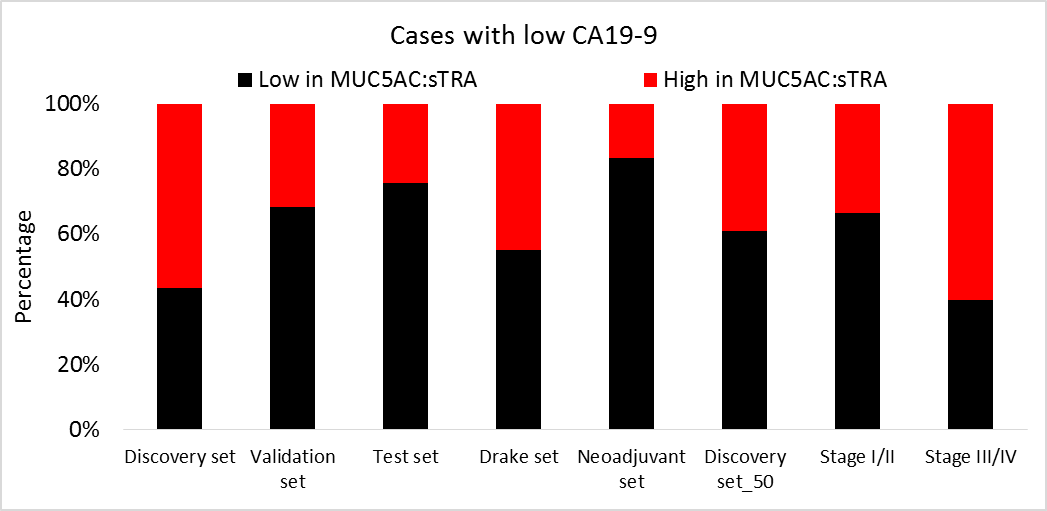 Cases with low CA19-9
Low in MUC5AC:sTRA
High in MUC5AC:sTRA
Percentage
100%
80%
60%
40%
20%
0%
Discovery set
Validation
set
Test set
Drake set
Neoadjuvant
set
Discovery
set_50
Stage I/II
Stage III/IV